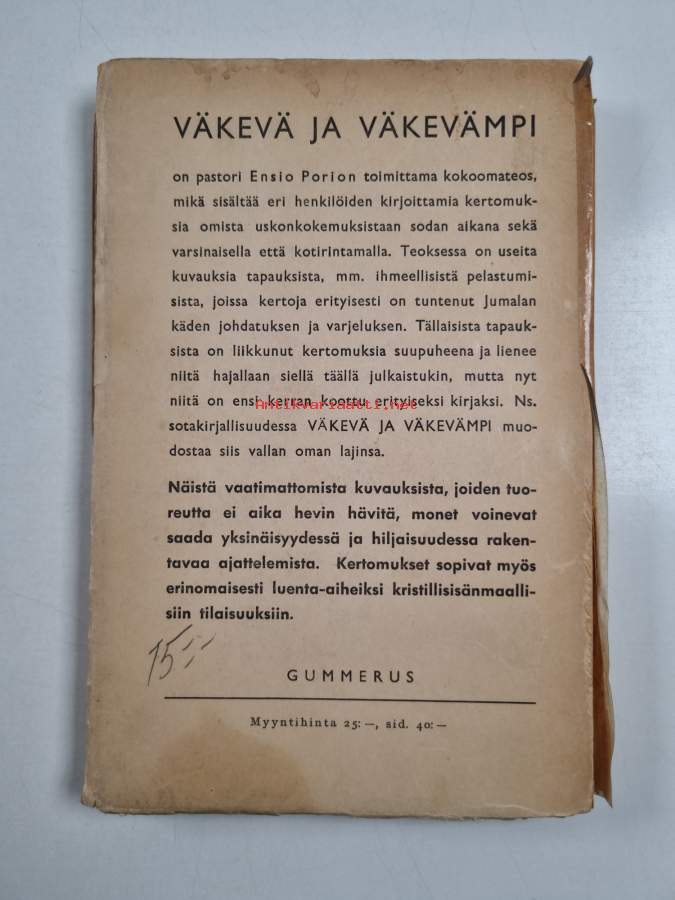 VÄKEVÄ JA VÄKEVÄMPI
on pastori Ensio Porion toimittama kokoomateos,
mikä sisältää eri henkilöiden kirjoittamia kertomuk-
sia omista uskonkokemuksistaan sodan aikana sekä
varsinaisella että kotirintamalla. Teoksessa on useita
kuvauksia tapauksista, mm. ihmeellisistä pelastumi-
sista, joissa kertoja erityisesti on tuntenut Jumalan
käden johdatuksen ja varjeluksen. Tällaisista tapauk-
sista on liikkunut kertomuksia suupuheena ja lienee
niitä hajallaan siellä täällä julkaistukin, mutta nyt
niitä on ensi kerran koottu erityiseksi kirjaksi. Ns.
Antikvariaatti.net
sotakirjallisuudessa VÄKEVÄ JA VÄKEVÄMPI muo-
dostaa siis vallan oman lajinsa.
Näistä vaatimattomista kuvauksista, joiden tuo-
reutta ei aika hevin hävitä, monet voinevat
saada yksinäisyydessä ja hiljaisuudessa raken-
tavaa ajattelemista. Kertomukset sopivat myös
erinomaisesti luenta-aiheiksi kristillisisänmaalli-
siin tilaisuuksiin.
15:-
GUMMERUS
Myyntihinta 25:—, sid. 40:—